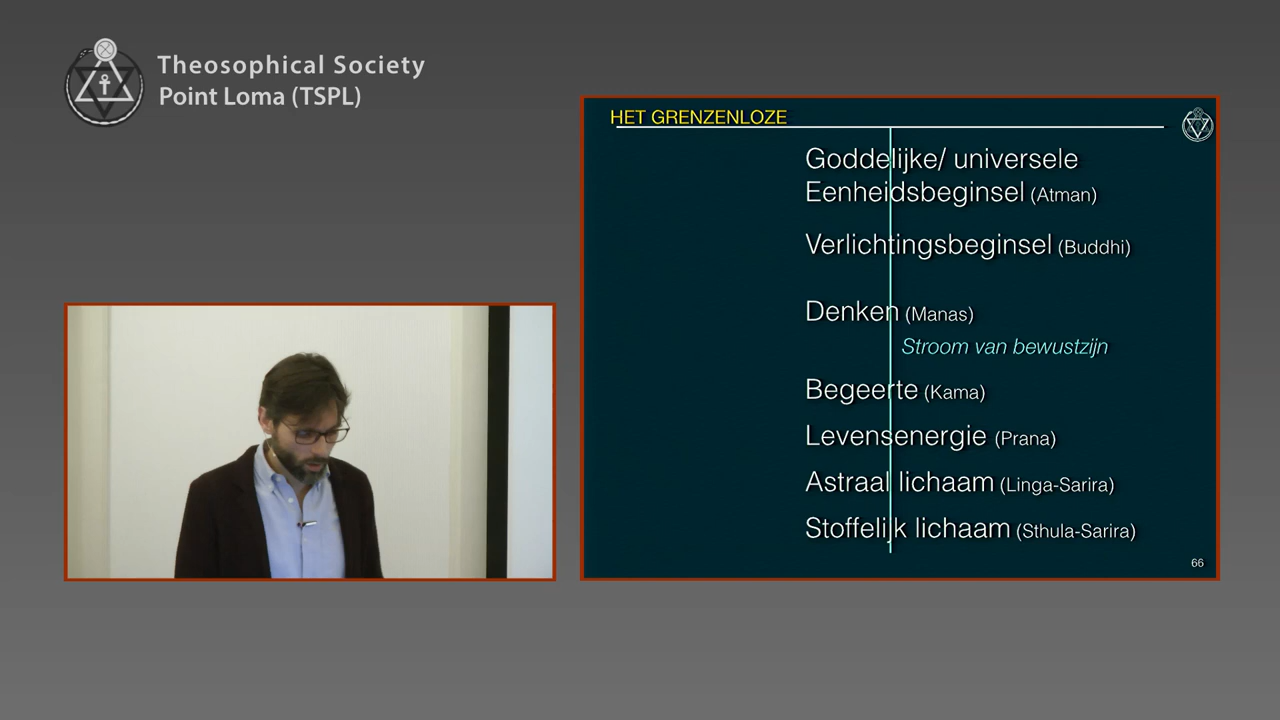 Theosophical Society
Point Loma (TSPL)
HET GRENZENLOZE
Goddelijke/ universele
Eenheidsbeginsel (Atman)
Verlichtingsbeginsel (Buddhi)
Denken (Manas)
Stroom van bewustzijn
Begeerte (Kama)
Levensenergie (Prana)
Astraal lichaam (Linga-Sarira)
Stoffelijk lichaam (Sthula-Sarira)
66